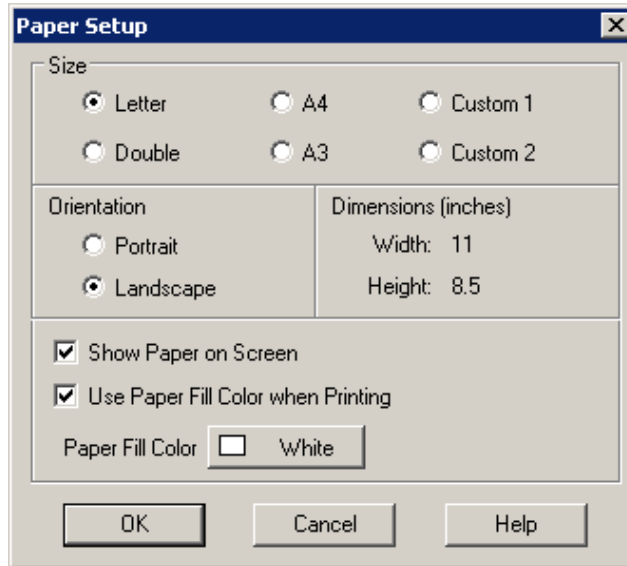 Paper Setup
Size
Letter A4 Custom 1
Double A3 Custom 2
Orientation
Portrait
Landscape
Dimensions (inches)
Width: 11
Height: 8.5
Show Paper on Screen
Use Paper Fill Color when Printing
Paper Fill Color White
OK Cancel Help